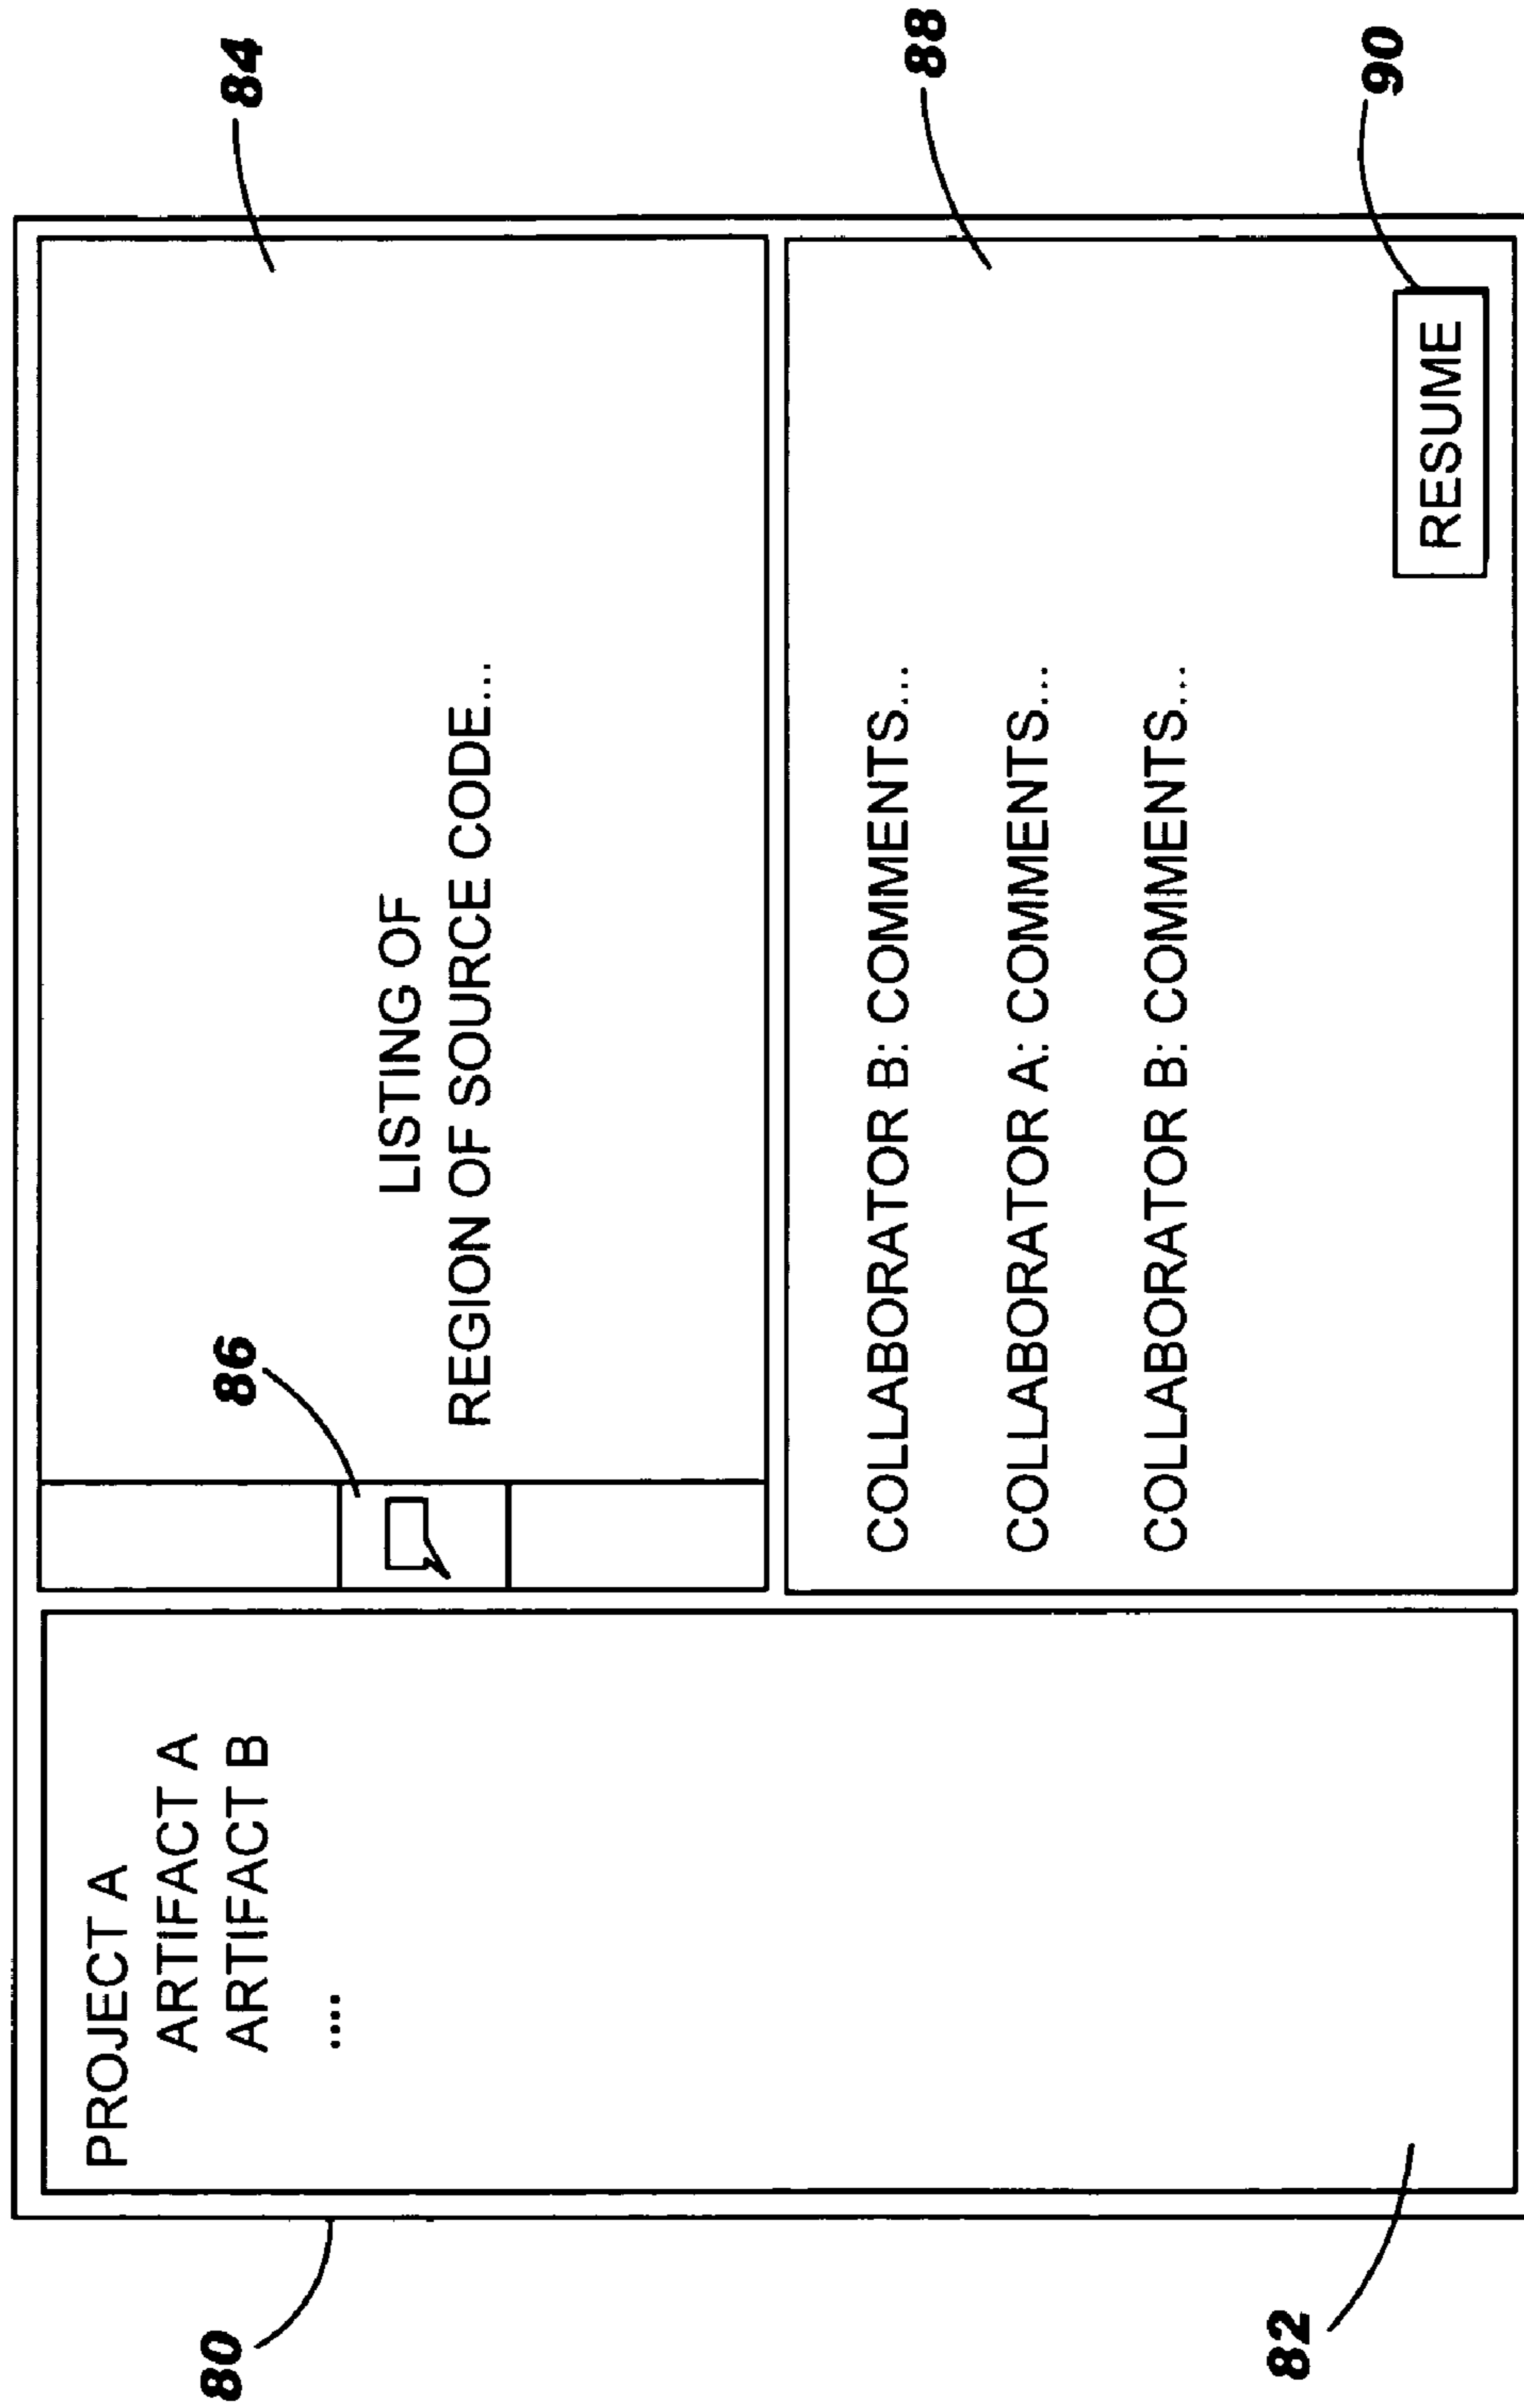 80
PROJECT A
ARTIFACT A
ARTIFACT B
....
82
86
LISTING OF
REGION OF SOURCE CODE...
84
COLLABORATOR B: COMMENTS...
COLLABORATOR A: COMMENTS...
COLLABORATOR B: COMMENTS...
88
RESUME
90